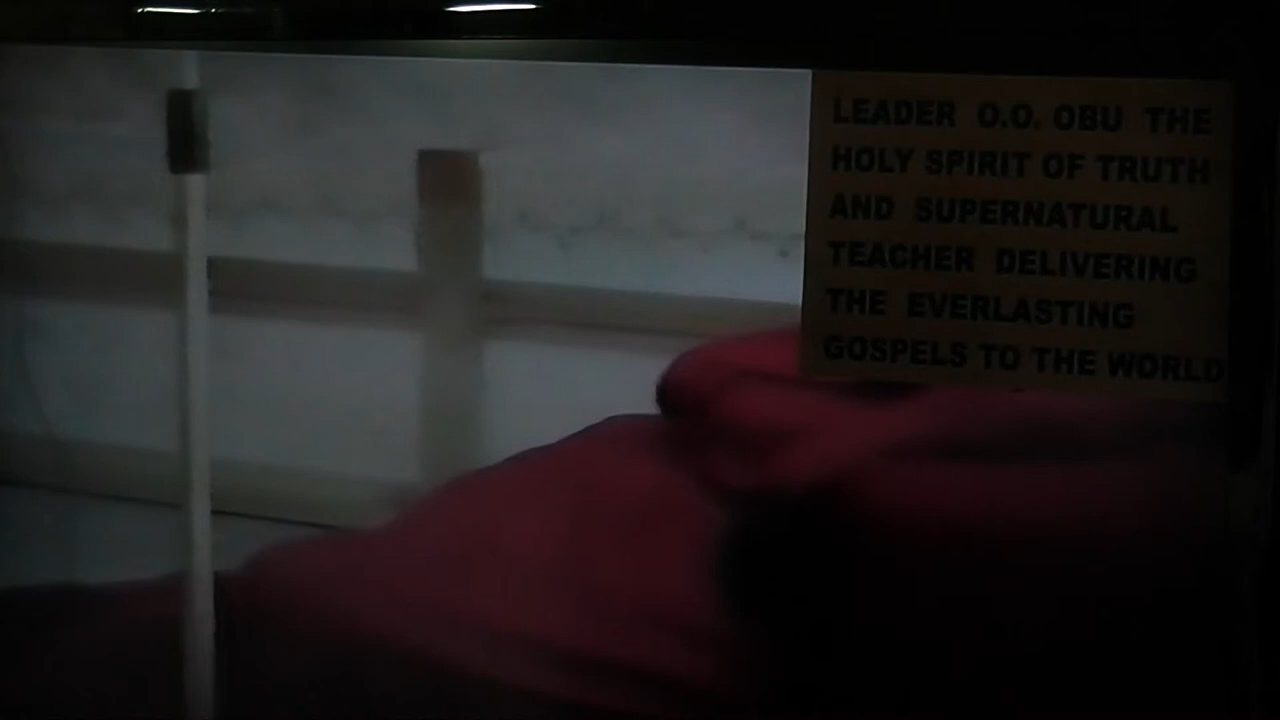 LEADER O.O. OBU THE
HOLY SPIRIT OF TRUTH
AND SUPERNATURAL
TEACHER DELIVERING
THE EVERLASTING
GOSPELS TO THE WORLD